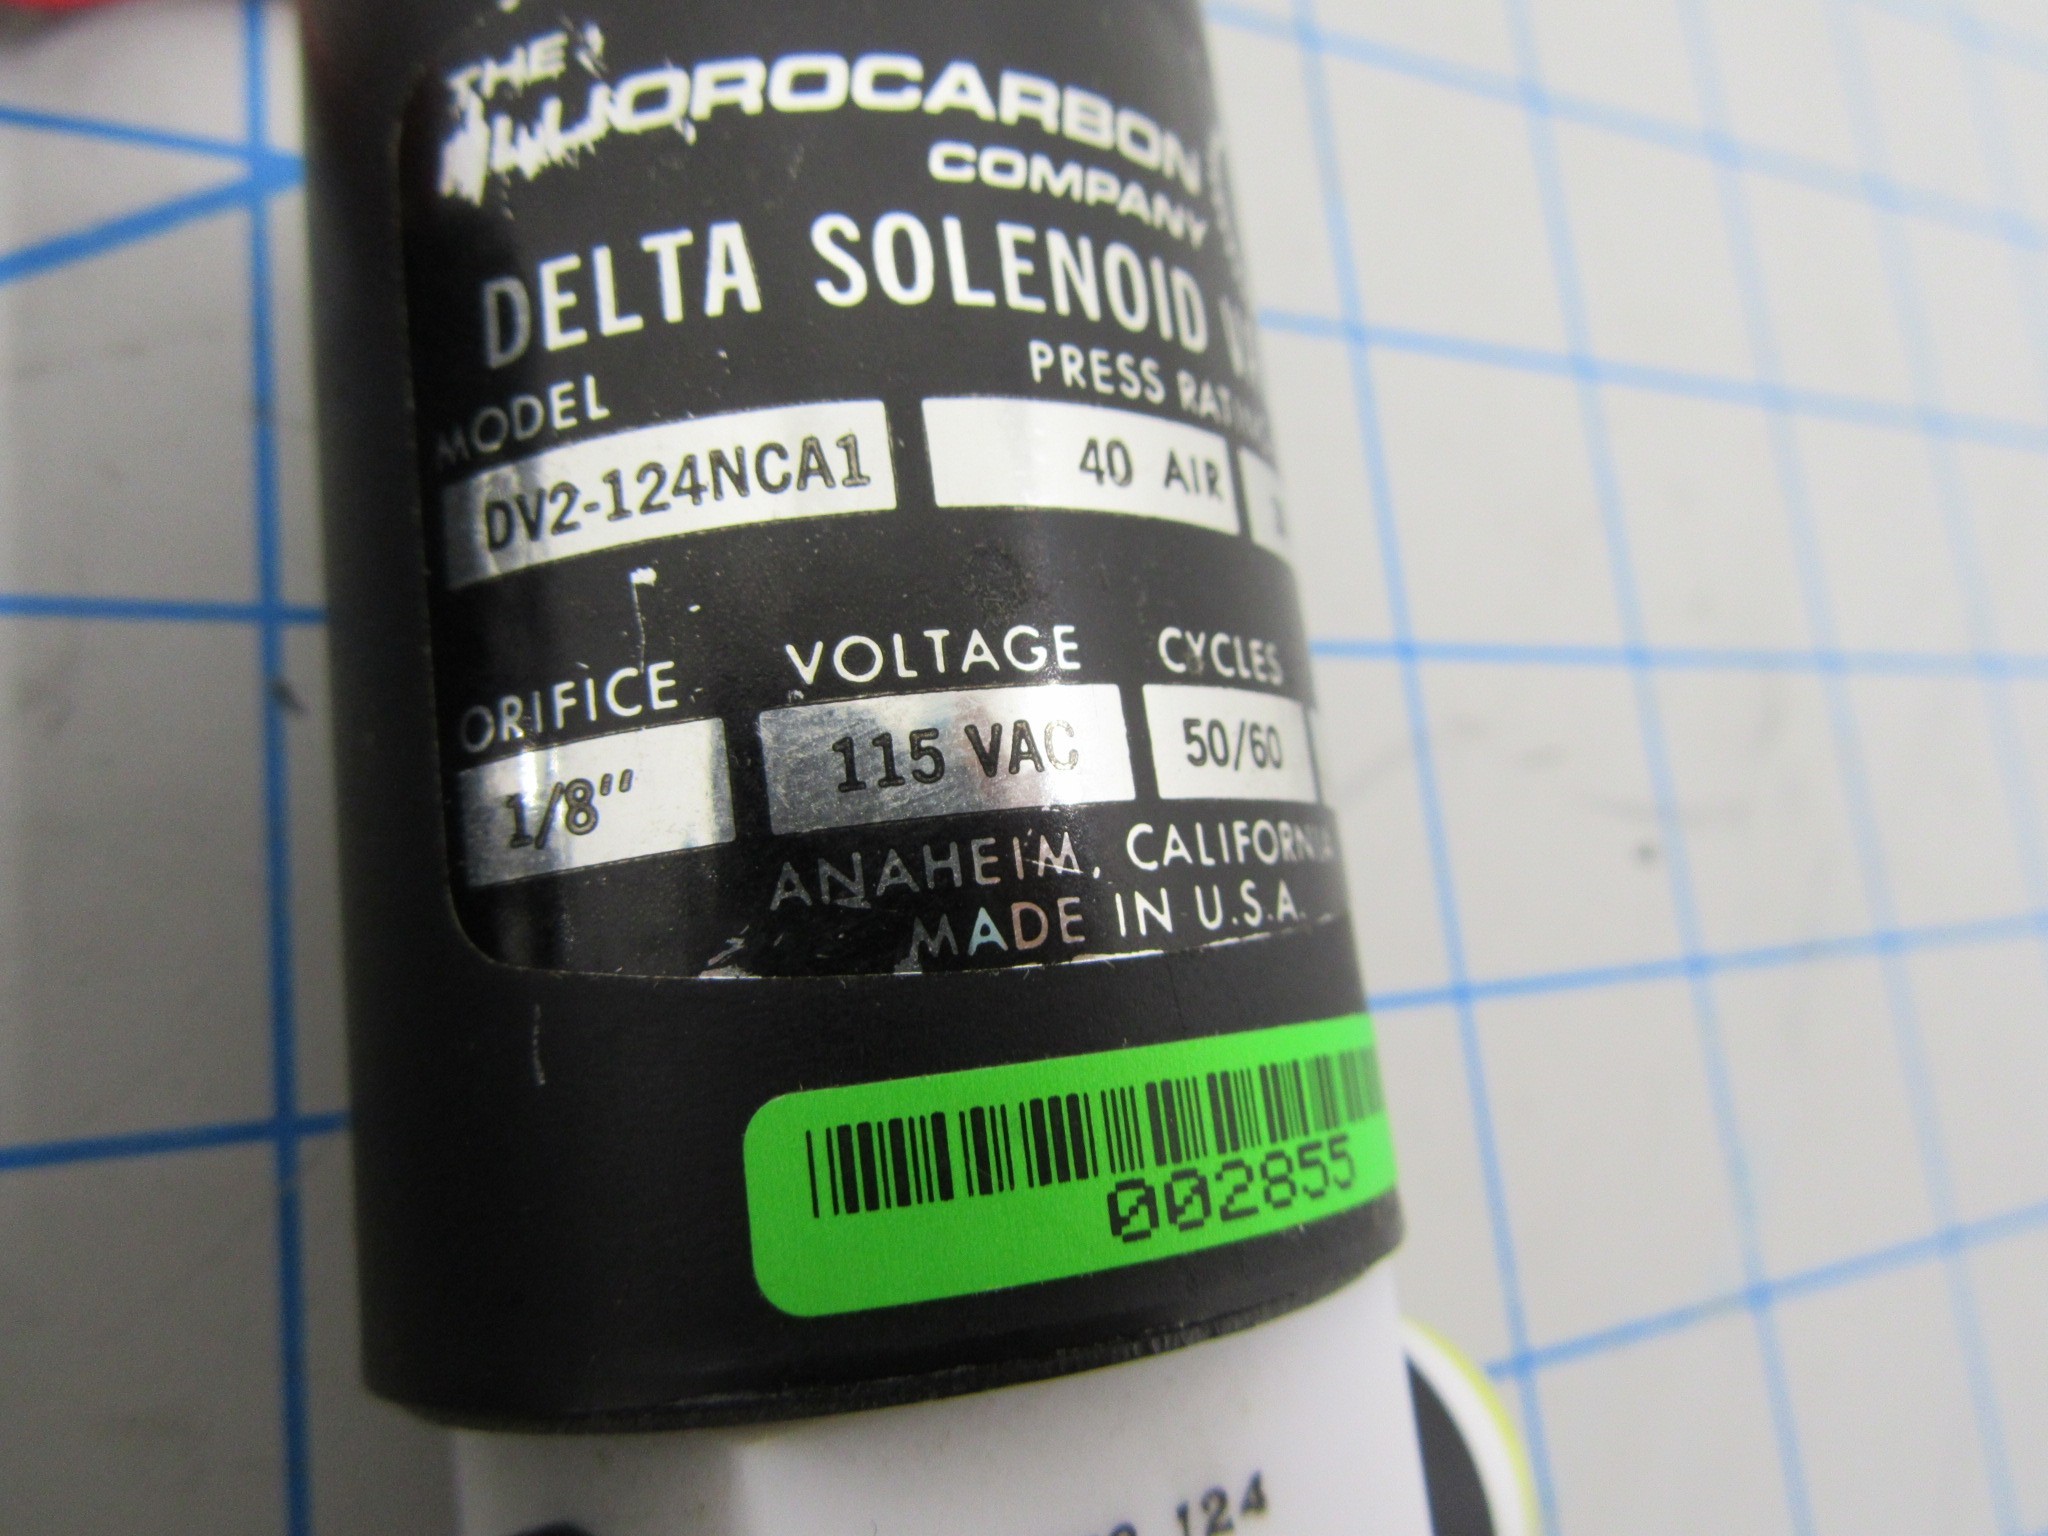 THE
FLUOROCARBON
COMPANY
DELTA SOLENOID
MODEL
PRESS RATING
DV2-124NCA1
40 AIR
ORIFICE
VOLTAGE
CYCLES
1/8"
115 VAC
50/60
ANAHEIM, CALIFORNIA
MADE IN U.S.A.
002855
124